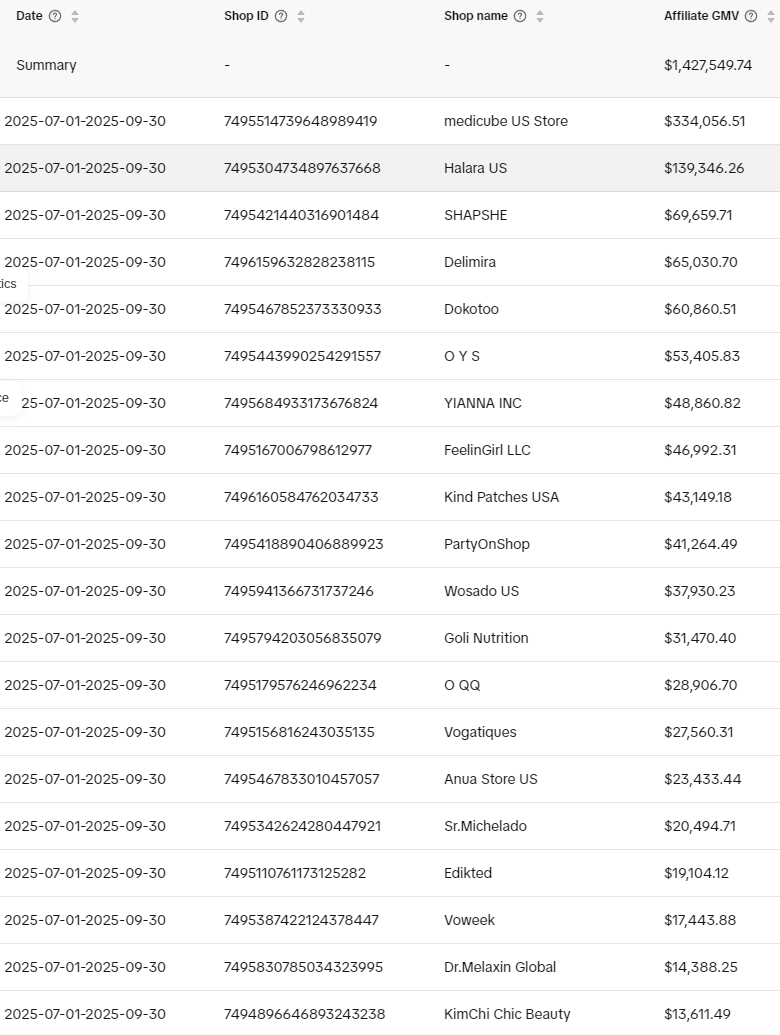 Date Shop ID Shop name Affiliate GMV
Summary - - $1,427,549.74
2025-07-01-2025-09-30 7495514739648989419 medicube US Store $334,056.51
2025-07-01-2025-09-30 7495304734897637668 Halara US $139,346.26
2025-07-01-2025-09-30 7495421440316901484 SHAPSHE $69,659.71
2025-07-01-2025-09-30 7496159632828238115 Delimira $65,030.70
tics
2025-07-01-2025-09-30 7495467852373330933 Dokotoo $60,860.51
2025-07-01-2025-09-30 7495443990254291557 O Y S $53,405.83
ce
25-07-01-2025-09-30 7495684933173676824 YIANNA INC $48,860.82
2025-07-01-2025-09-30 7495167006798612977 FeelinGirl LLC $46,992.31
2025-07-01-2025-09-30 7496160584762034733 Kind Patches USA $43,149.18
2025-07-01-2025-09-30 7495418890406889923 PartyOnShop $41,264.49
2025-07-01-2025-09-30 7495941366731737246 Wosado US $37,930.23
2025-07-01-2025-09-30 7495794203056835079 Goli Nutrition $31,470.40
2025-07-01-2025-09-30 7495179576246962234 O QQ $28,906.70
2025-07-01-2025-09-30 7495156816243035135 Vogatiques $27,560.31
2025-07-01-2025-09-30 7495467833010457057 Anua Store US $23,433.44
2025-07-01-2025-09-30 7495342624280447921 Sr.Michelado $20,494.71
2025-07-01-2025-09-30 7495110761173125282 Edikted $19,104.12
2025-07-01-2025-09-30 7495387422124378447 Voweek $17,443.88
2025-07-01-2025-09-30 7495830785034323995 Dr.Melaxin Global $14,388.25
2025-07-01-2025-09-30 7494896646893243238 KimChi Chic Beauty $13,611.49